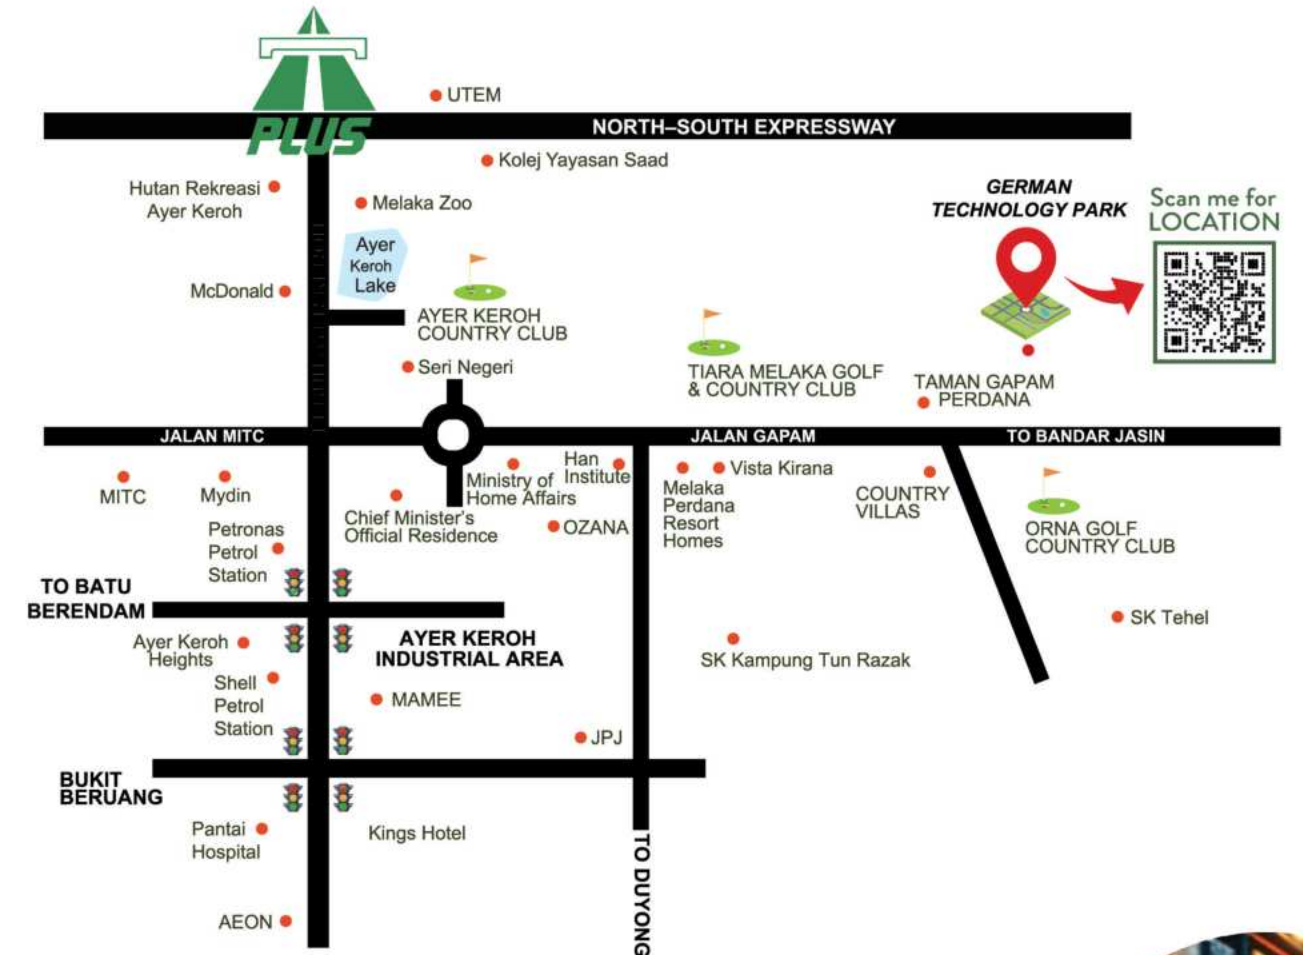 UTEM
NORTH–SOUTH EXPRESSWAY
PLUS
Kolej Yayasan Saad
Hutan Rekreasi
Ayer Keroh
Melaka Zoo
GERMAN
TECHNOLOGY PARK
Scan me for
LOCATION
Ayer
Keroh
Lake
McDonald
AYER KEROH
COUNTRY CLUB
Seri Negeri
TIARA MELAKA GOLF
& COUNTRY CLUB
TAMAN GAPAM
PERDANA
JALAN MITC
JALAN GAPAM
TO BANDAR JASIN
MITC
Mydin
Chief Minister's
Official Residence
Ministry of
Home Affairs
Han
Institute
OZANA
Melaka
Perdana
Resort
Homes
Vista Kirana
COUNTRY
VILLAS
ORNA GOLF
COUNTRY CLUB
Petronas
Petrol
Station
TO BATU
BERENDAM
AYER KEROH
INDUSTRIAL AREA
SK Tehel
SK Kampung Tun Razak
Ayer Keroh
Heights
Shell
Petrol
Station
MAMEE
JPJ
BUKIT
BERUANG
Pantai
Hospital
Kings Hotel
TO DUYONG
AEON